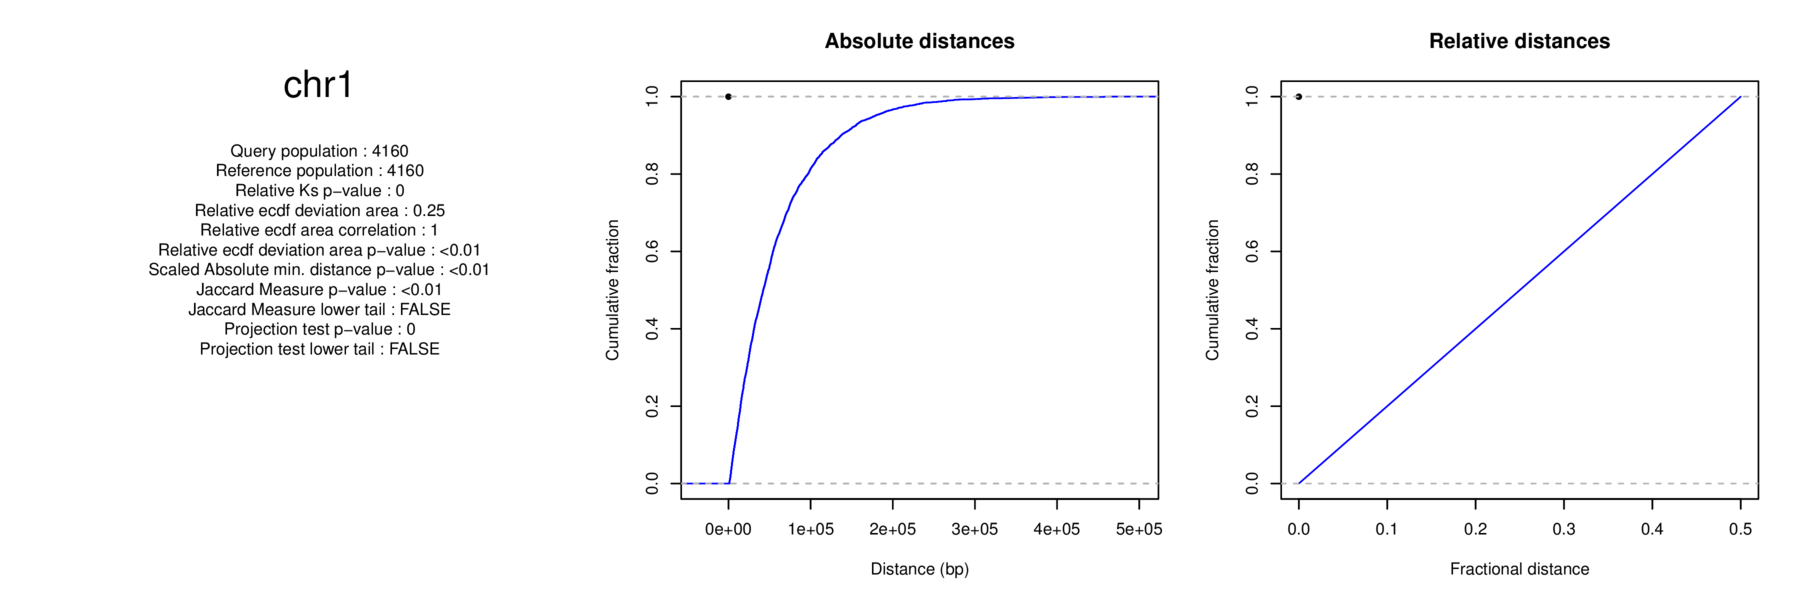 chr1
Query population : 4160
Reference population : 4160
Relative Ks p−value : 0
Relative ecdf deviation area : 0.25
Relative ecdf area correlation : 1
Relative ecdf deviation area p−value : <0.01
Scaled Absolute min. distance p−value : <0.01
Jaccard Measure p−value : <0.01
Jaccard Measure lower tail : FALSE
Projection test p−value : 0
Projection test lower tail : FALSE
Absolute distances
Cumulative fraction
1.0
0.8
0.6
0.4
0.2
0.0
0e+00 1e+05 2e+05 3e+05 4e+05 5e+05
Distance (bp)
Relative distances
Cumulative fraction
1.0
0.8
0.6
0.4
0.2
0.0
0.0 0.1 0.2 0.3 0.4 0.5
Fractional distance